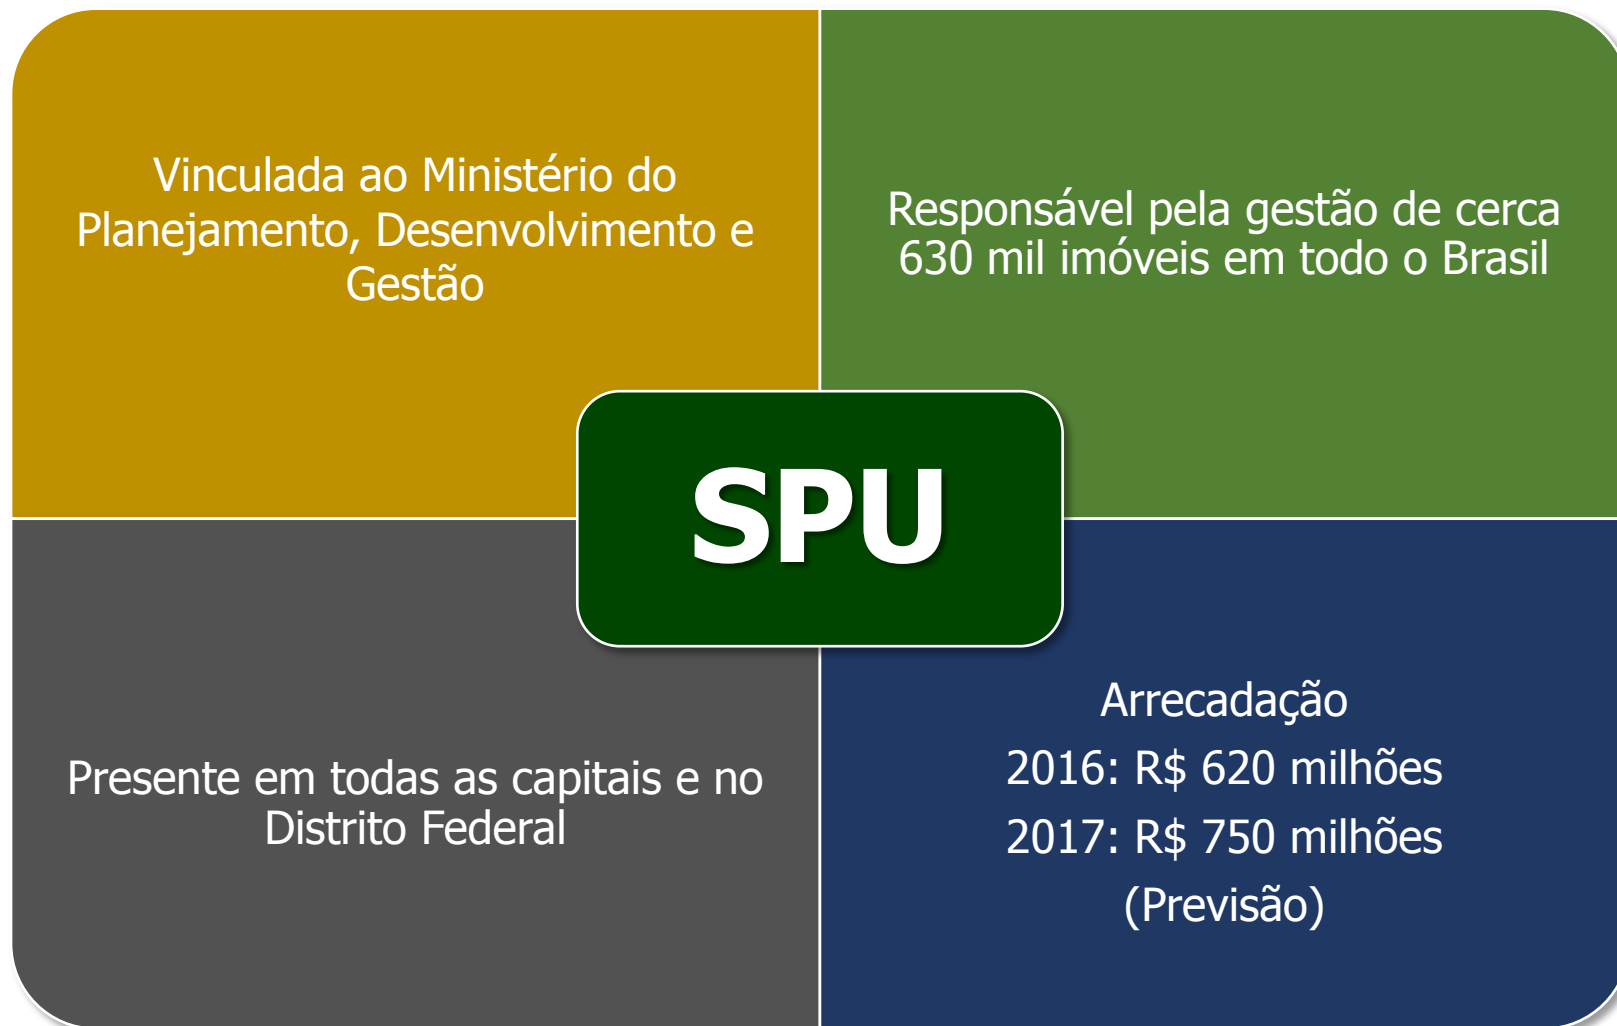 Vinculada ao Ministério do
Planejamento, Desenvolvimento e
Gestão
Responsável pela gestão de cerca
630 mil imóveis em todo o Brasil
SPU
Presente em todas as capitais e no
Distrito Federal
Arrecadação
2016: R$ 620 milhões
2017: R$ 750 milhões
(Previsão)